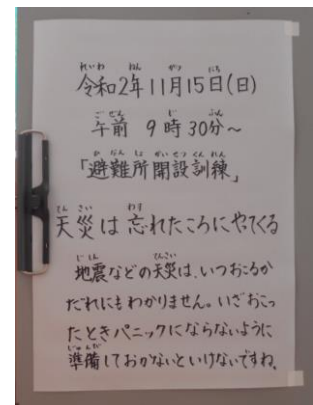 令和2年11月15日(日)
午前 9時30分～
「避難所開設訓練」
天災は 忘れたころにやってくる
地震などの天災は、いつおこるか
だれにもわかりません。いざおこっ
たときパニックにならないように
準備しておかないといけないですね。